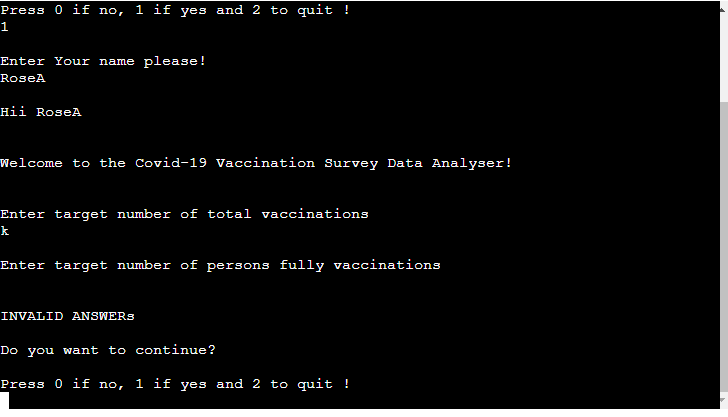 Press 0 if no, 1 if yes and 2 to quit !
1
Enter Your name please!
RoseA
Hii RoseA
Welcome to the Covid-19 Vaccination Survey Data Analyser!
Enter target number of total vaccinations
k
Enter target number of persons fully vaccinations
INVALID ANSWERs
Do you want to continue?
Press 0 if no, 1 if yes and 2 to quit !